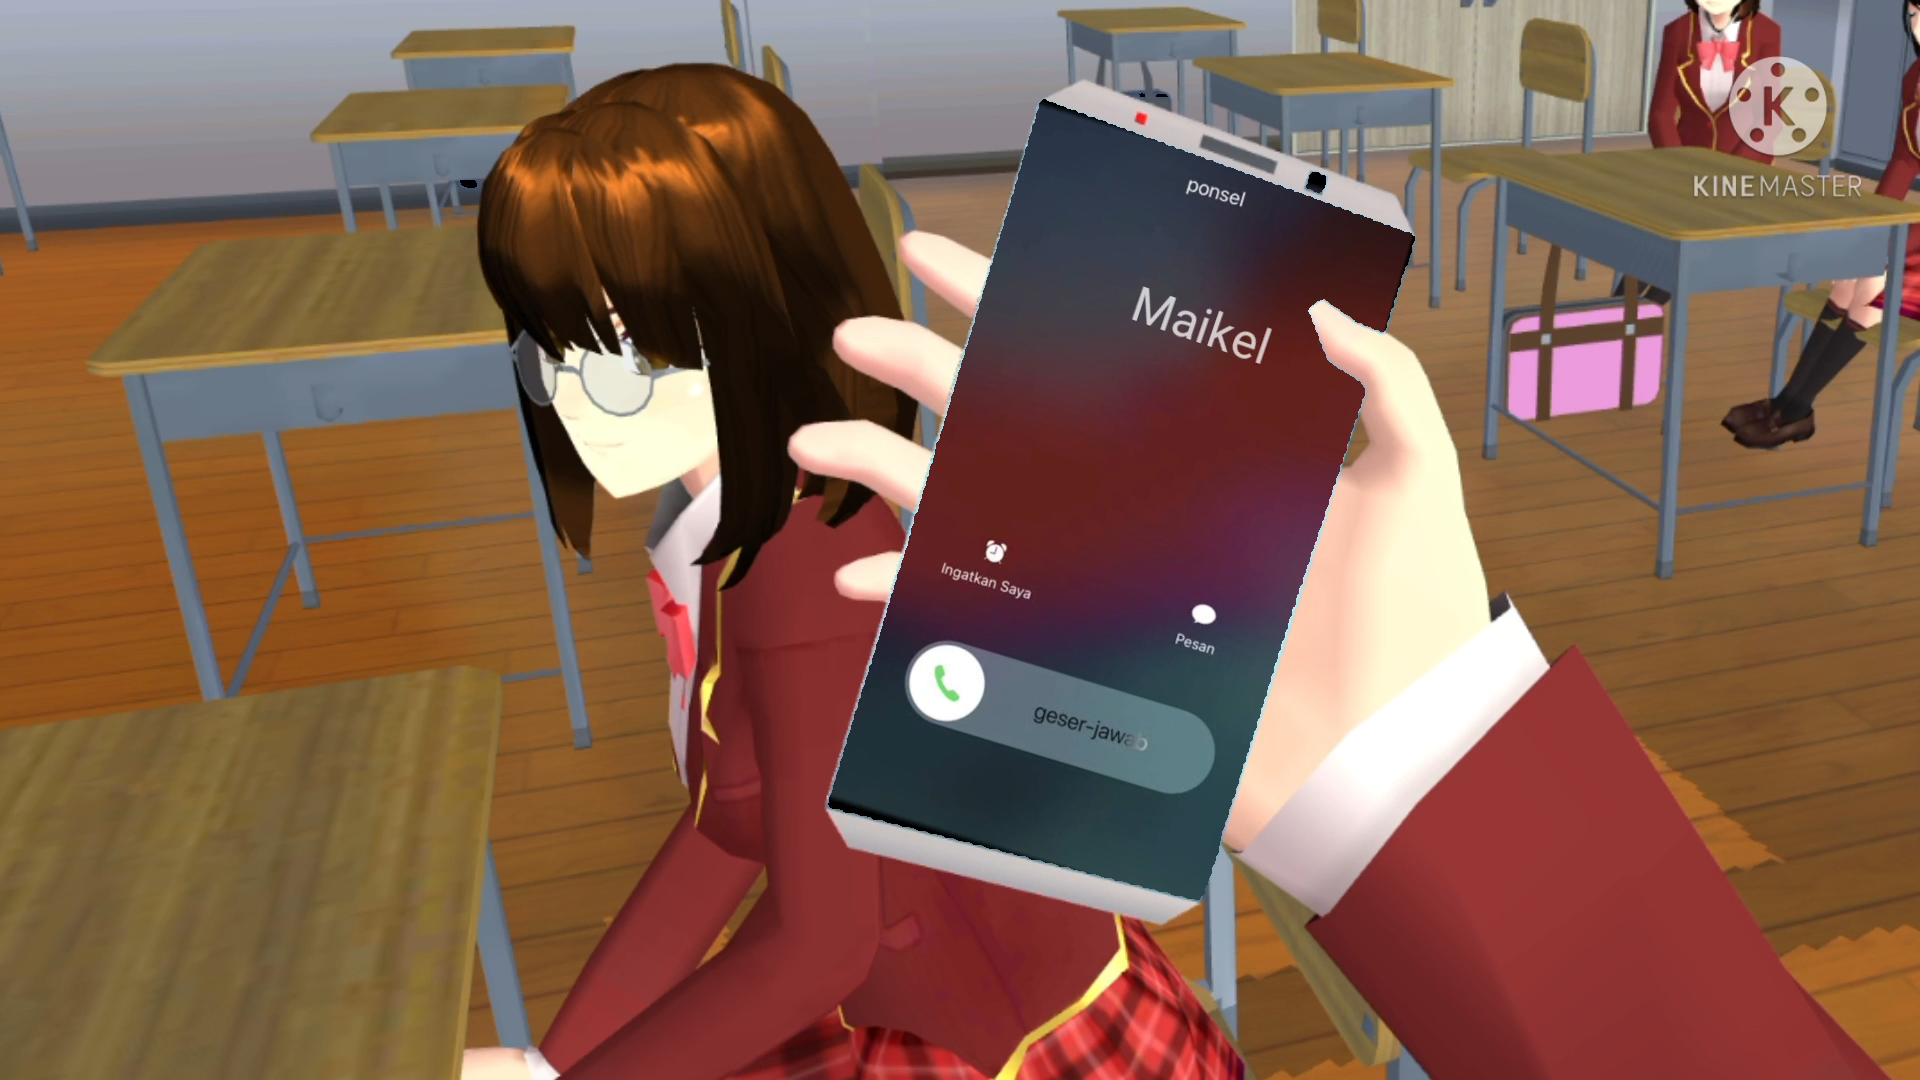 KINEMASTER
ponsel
Maikel
Ingatkan Saya
Pesan
geser-jawab